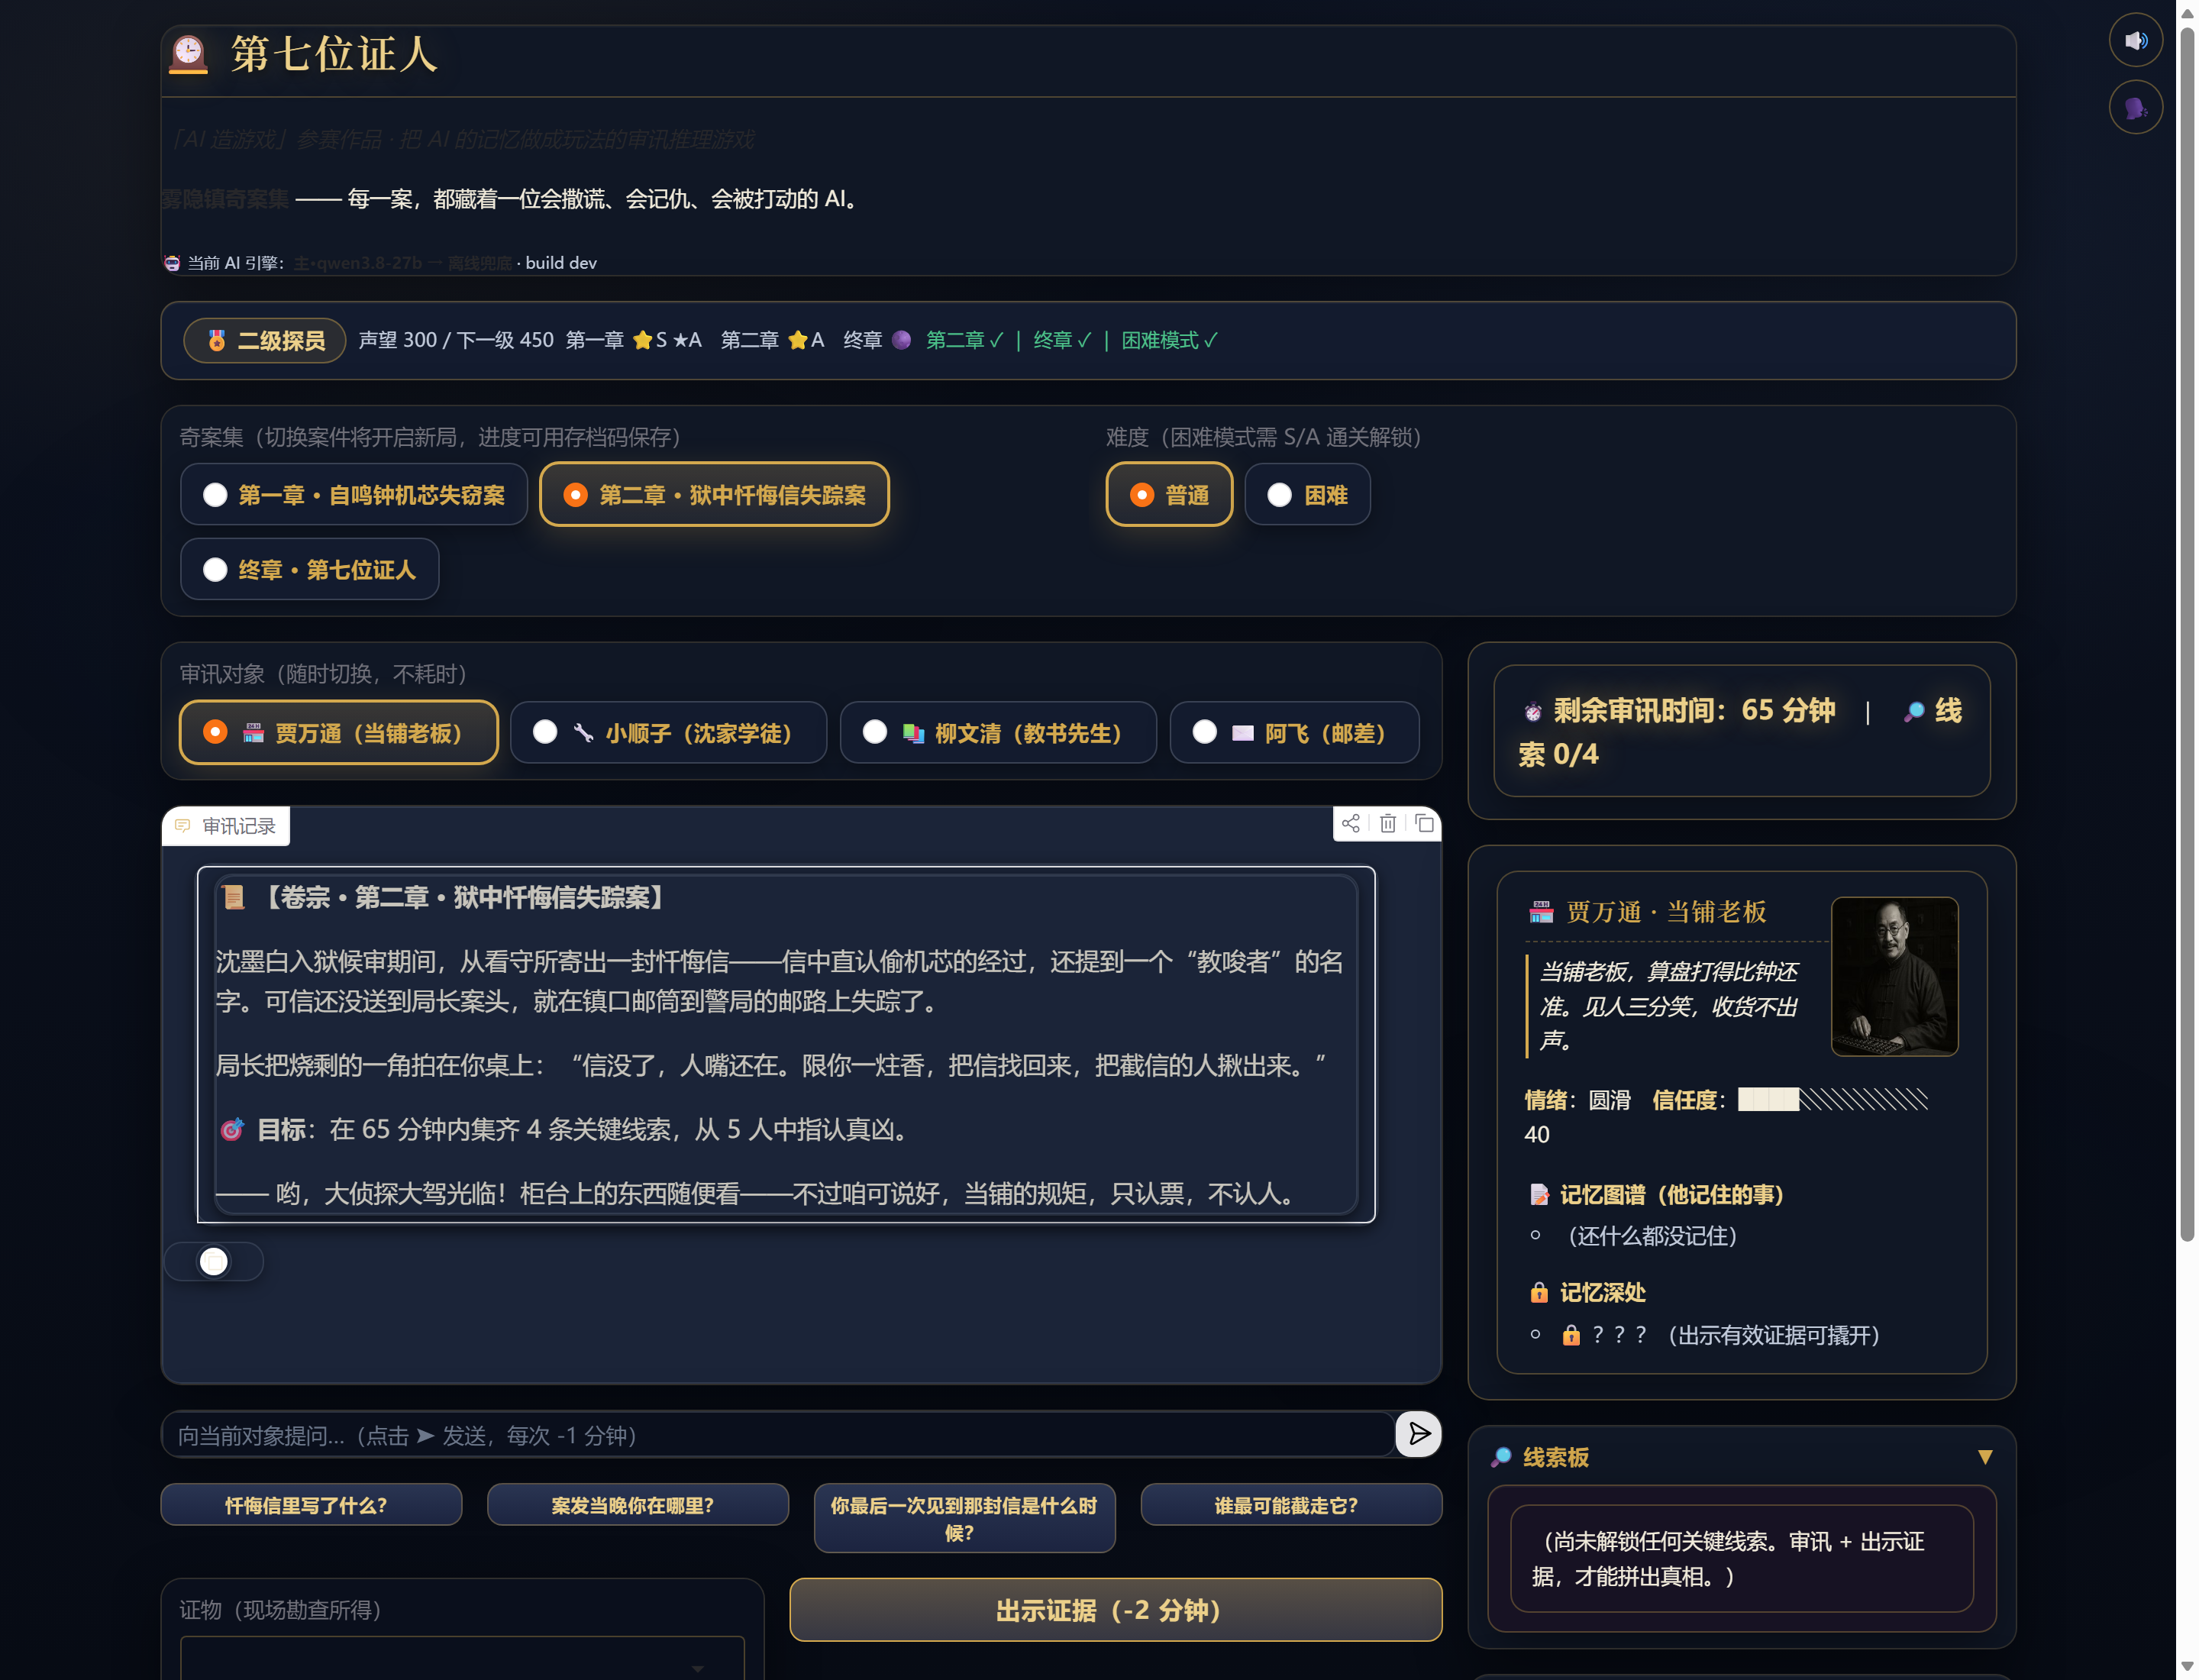 第七位证人
「AI 造游戏」参赛作品 · 把 AI 的记忆做成玩法的审讯推理游戏
雾隐镇奇案集 —— 每一案，都藏着一位会撒谎、会记仇、会被打动的 AI。
当前 AI 引擎：主·qwen3.8-27b → 离线兜底 · build dev
二级探员 声望 300 / 下一级 450 第一章 ⭐S ★A 第二章 ⭐A 终章 第二章 ✓ | 终章 ✓ | 困难模式 ✓
奇案集（切换案件将开启新局，进度可用存档码保存）
第一章 · 自鸣钟机芯失窃案
第二章 · 狱中忏悔信失踪案
终章 · 第七位证人
难度（困难模式需 S/A 通关解锁）
普通
困难
审讯对象（随时切换，不耗时）
贾万通（当铺老板）
小顺子（沈家学徒）
柳文清（教书先生）
阿飞（邮差）
剩余审讯时间：65 分钟 | 线
索 0/4
审讯记录
【卷宗 · 第二章 · 狱中忏悔信失踪案】
沈墨白入狱候审期间，从看守所寄出一封忏悔信——信中直认偷机芯的经过，还提到一个“教唆者”的名
字。可信还没送到局长案头，就在镇口邮筒到警局的邮路上失踪了。
局长把烧剩的一角拍在你桌上：“信没了，人嘴还在。限你一炷香，把信找回来，把截信的人揪出来。”
目标：在 65 分钟内集齐 4 条关键线索，从 5 人中指认真凶。
—— 哟，大侦探大驾光临！柜台上的东西随便看——不过咱可说好，当铺的规矩，只认票，不认人。
贾万通 · 当铺老板
当铺老板，算盘打得比钟还
准。见人三分笑，收货不出
声。
情绪：圆滑 信任度：
40
记忆图谱（他记住的事）
（还什么都没记住）
记忆深处
？？？（出示有效证据可撬开）
向当前对象提问...（点击 ➤ 发送，每次 -1 分钟）
忏悔信里写了什么？
案发当晚你在哪里？
你最后一次见到那封信是什么时
候？
谁最可能截走它？
线索板 ▼
（尚未解锁任何关键线索。审讯 + 出示证
据，才能拼出真相。）
证物（现场勘查所得）
出示证据（-2 分钟）